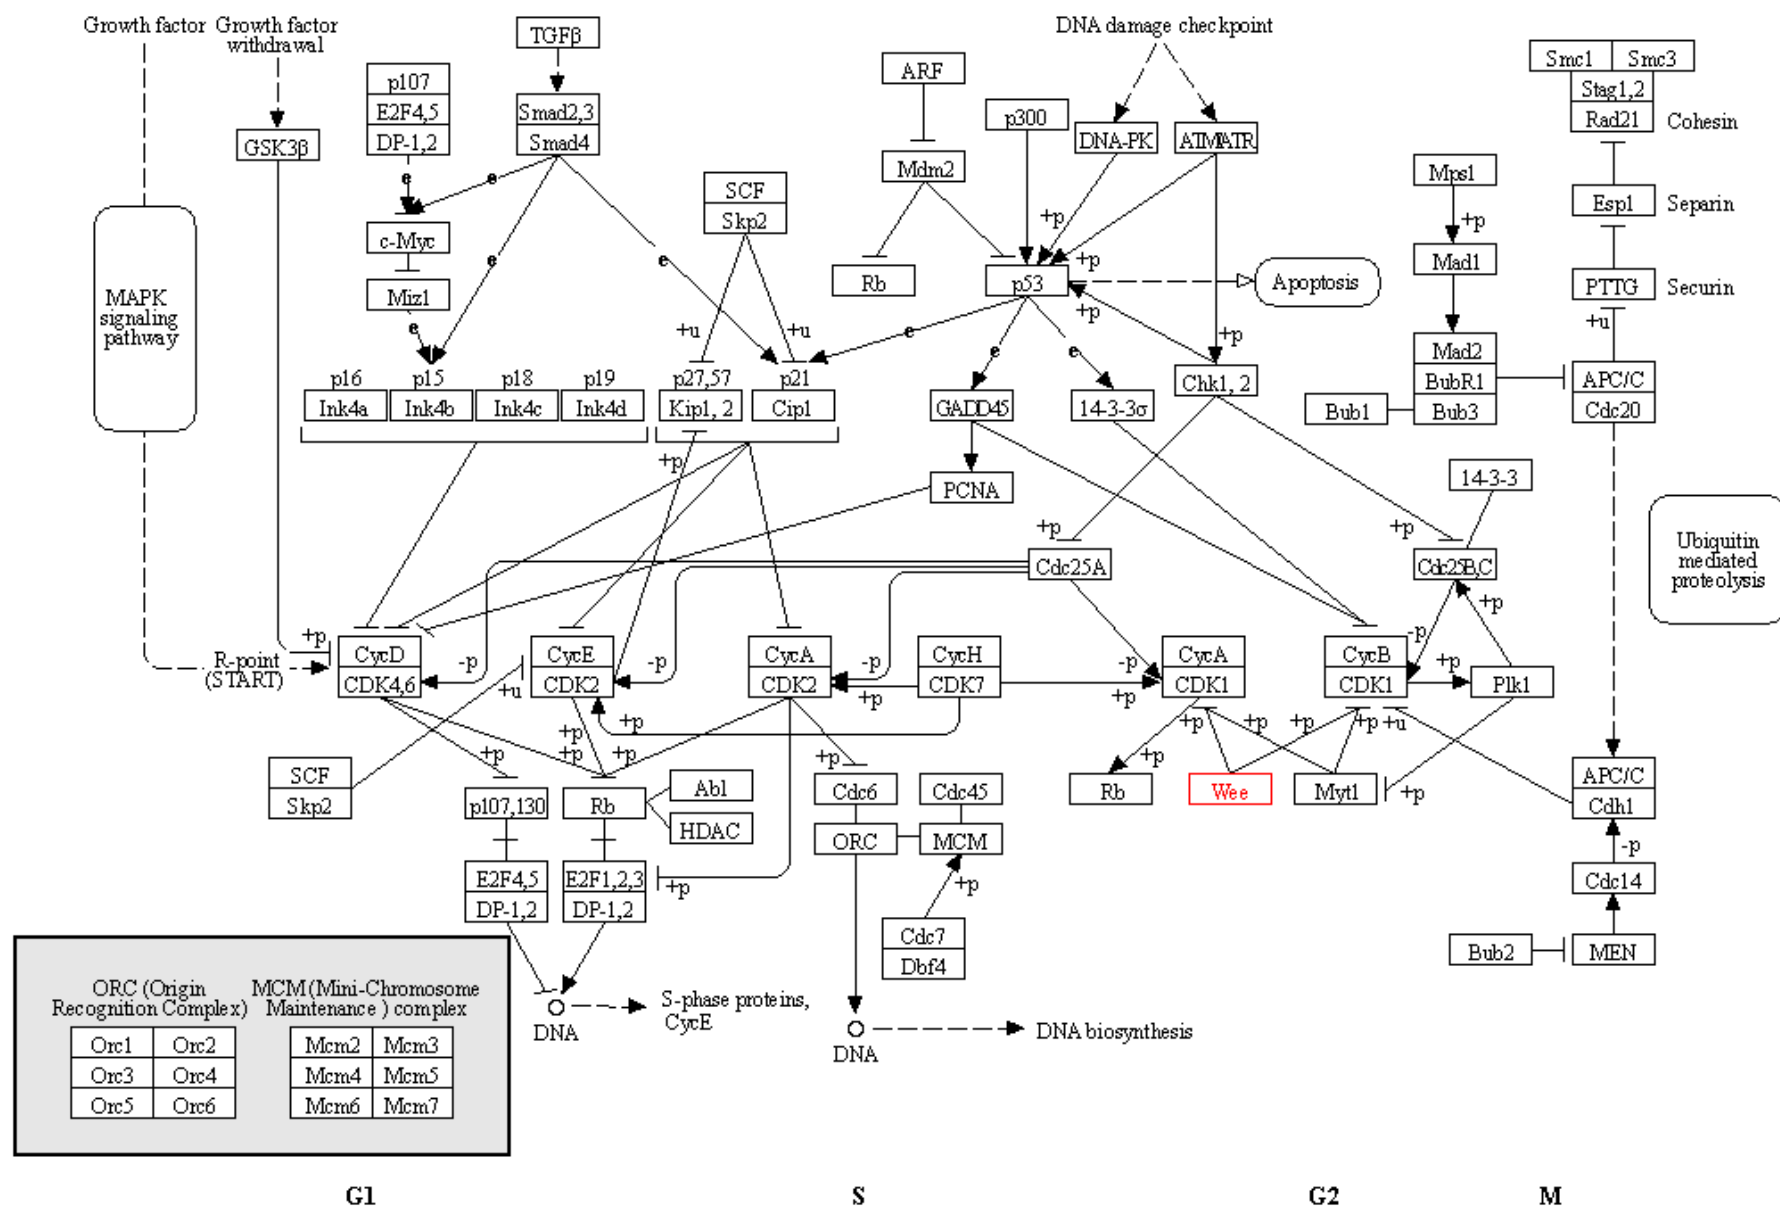 Growth factor
Growth factor
withdrawal
TGFβ
DNA damage checkpoint
Smc1
Smc3
Stag1,2
Rad21
Cohesin
p107
E2F4,5
DP-1,2
ARF
p300
Smad2,3
Smad4
GSK3β
DNA-PK
ATM/ATR
Mdm2
SCF
Skp2
Mps1
Esp1
Separin
e
e
+p
+p
c-Myc
e
e
Rb
p53
+p
Apoptosis
Mad1
PTTG
Securin
MAPK
signaling
pathway
Miz1
e
+u
+u
e
+p
e
e
+p
+u
Mad2
BubR1
Bub3
Bub1
APC/C
Cdc20
p16
Ink4a
p15
Ink4b
p18
Ink4c
p19
Ink4d
p27,57
Kip1, 2
p21
Cip1
GADD45
14-3-3σ
Chk1, 2
+p
PCNA
14-3-3
+p
+p
Cdc25A
Cdc25B,C
Ubiquitin
mediated
proteolysis
+p
R-point
(START)
+p
CycD
CDK4,6
-p
+u
CycE
CDK2
-p
CycA
CDK2
-p
+p
CycH
CDK7
-p
+p
CycA
CDK1
CycB
CDK1
-p
+p
Plk1
+p
+p
+p
+p
+p
+p
+p
+p
+p
+p
+p
+u
+p
SCF
Skp2
p107,130
Rb
Abl
HDAC
Cdc6
Cdc45
ORC
MCM
Rb
Wee
Myt1
+p
APC/C
Cdh1
-p
E2F4,5
DP-1,2
E2F1,2,3
DP-1,2
+p
+p
Cdc7
Dbf4
Cdc14
Bub2
MEN
ORC (Origin
Recognition Complex)
MCM (Mini-Chromosome
Maintenance ) complex
Orc1
Orc2
Orc3
Orc4
Orc5
Orc6
Mcm2
Mcm3
Mcm4
Mcm5
Mcm6
Mcm7
DNA
S-phase proteins,
CycE
DNA
DNA biosynthesis
G1
S
G2
M